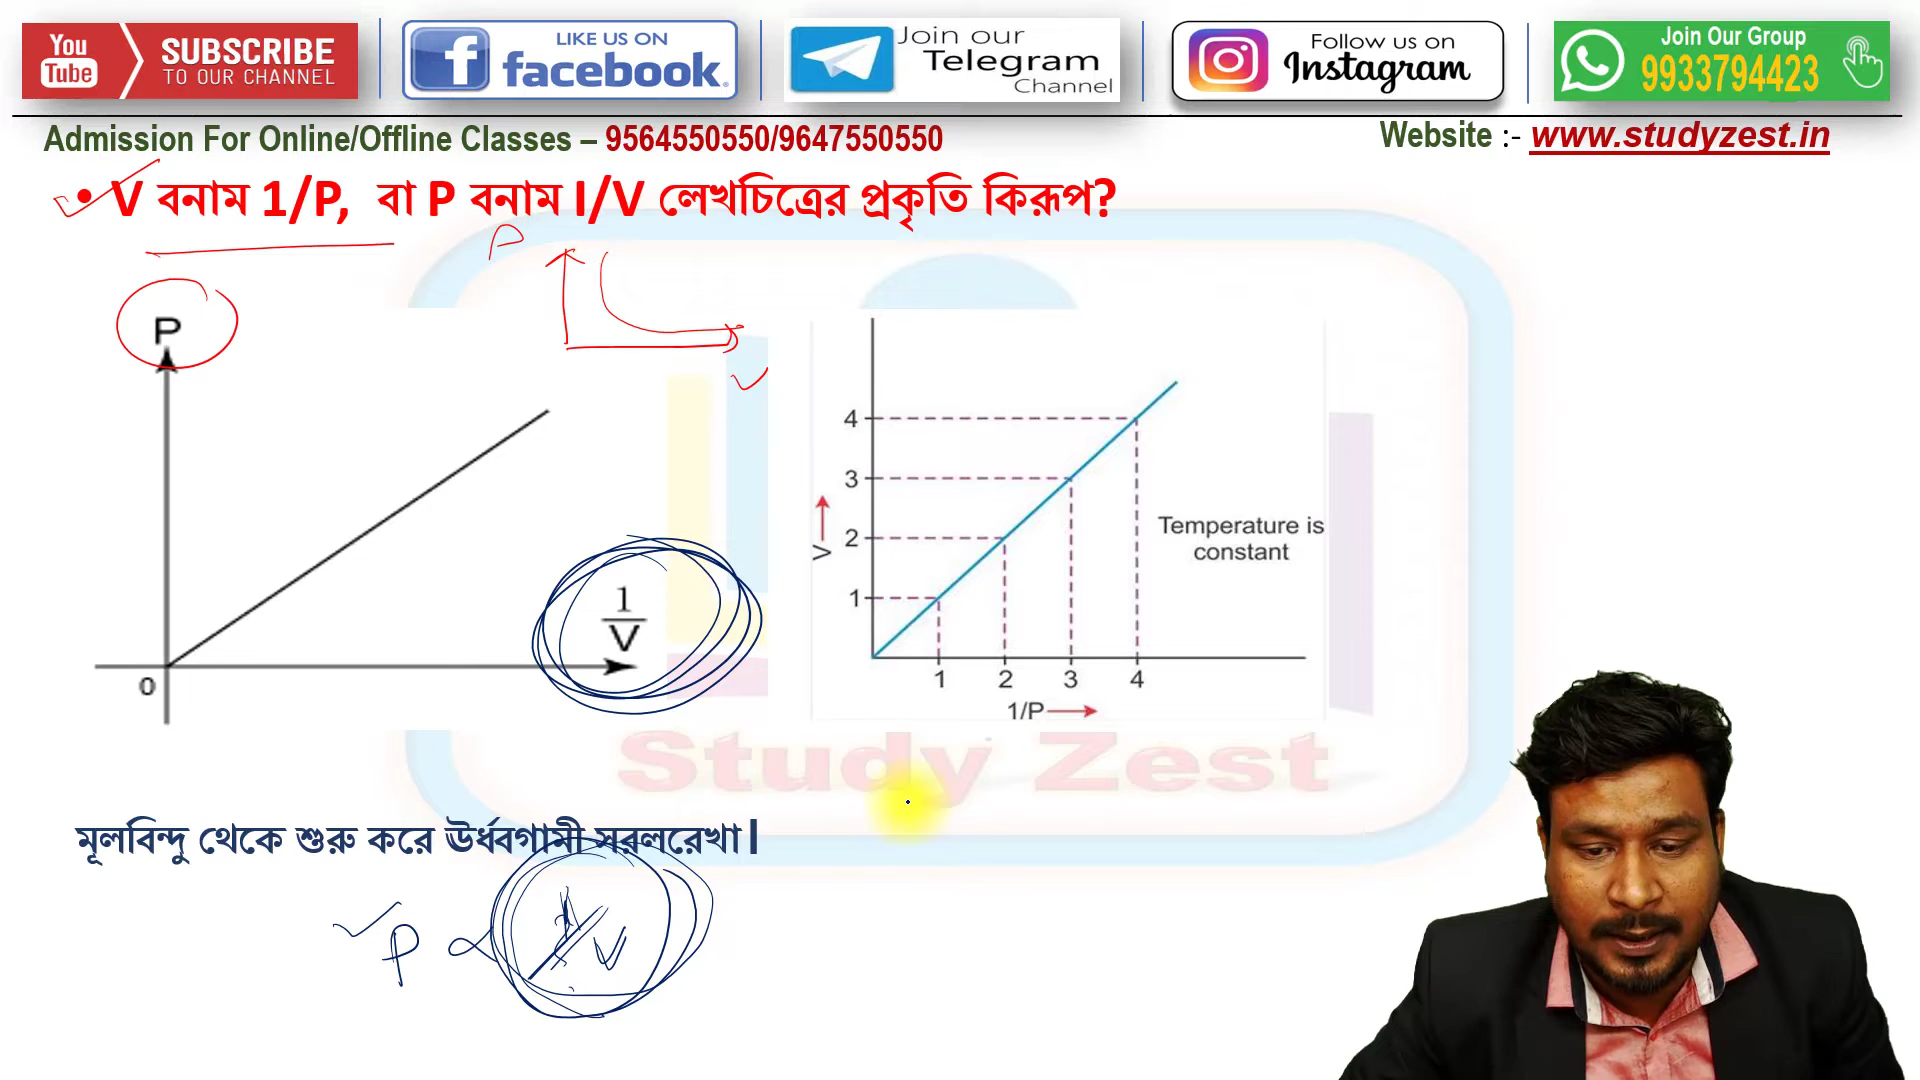 You Tube SUBSCRIBE TO OUR CHANNEL
LIKE US ON facebook.
Join our Telegram Channel
Follow us on Instagram
Join Our Group 9933794423
Admission For Online/Offline Classes – 9564550550/9647550550
Website :- www.studyzest.in
• V বনাম 1/P, বা P বনাম I/V লেখচিত্রের প্রকৃতি কিরূপ?
P
P
0
1/V
4
3
2
1
V
1 2 3 4
1/P
Temperature is
constant
Study Zest
মূলবিন্দু থেকে শুরু করে ঊর্ধ্বগামী সরলরেখা।
P ∝ 1/V